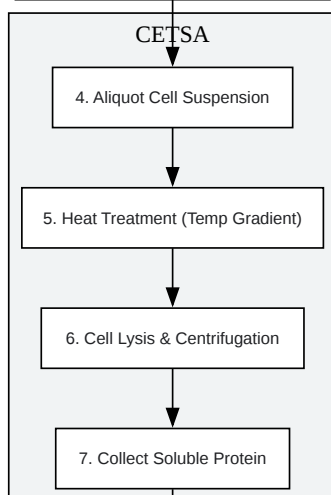 CETSA
4. Aliquot Cell Suspension
5. Heat Treatment (Temp Gradient)
6. Cell Lysis & Centrifugation
7. Collect Soluble Protein